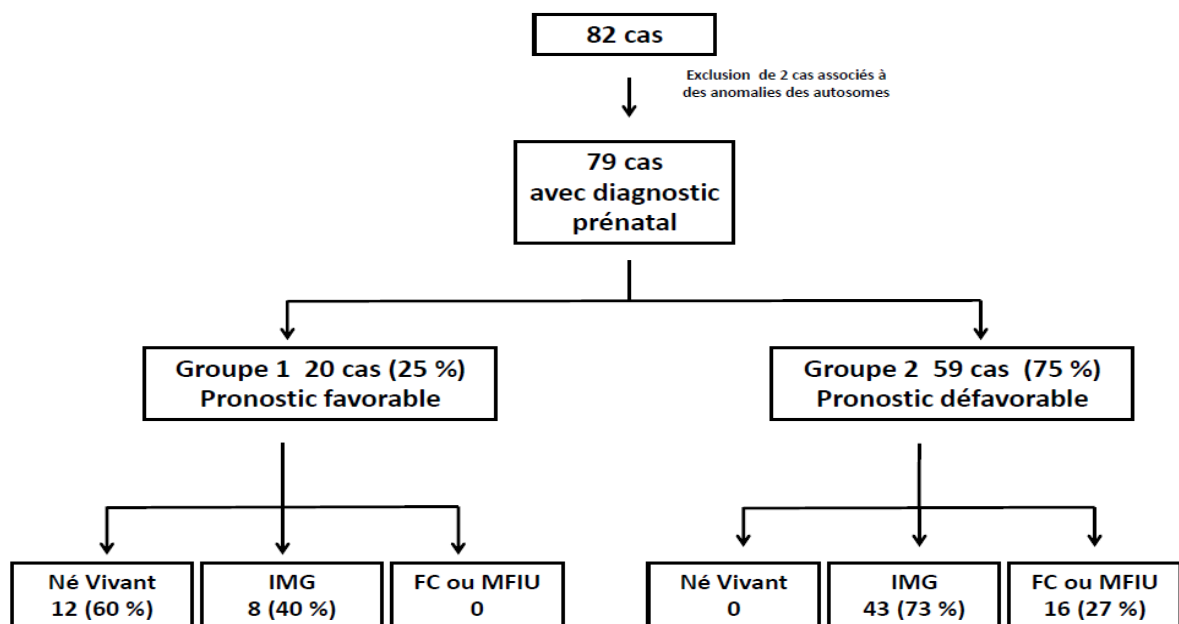 82 cas
Exclusion de 2 cas associés à
des anomalies des autosomes
79 cas
avec diagnostic
prénatal
Groupe 1 20 cas (25 %)
Pronostic favorable
Groupe 2 59 cas (75 %)
Pronostic défavorable
Né Vivant
12 (60 %)
IMG
8 (40 %)
FC ou MFIU
0
Né Vivant
0
IMG
43 (73 %)
FC ou MFIU
16 (27 %)